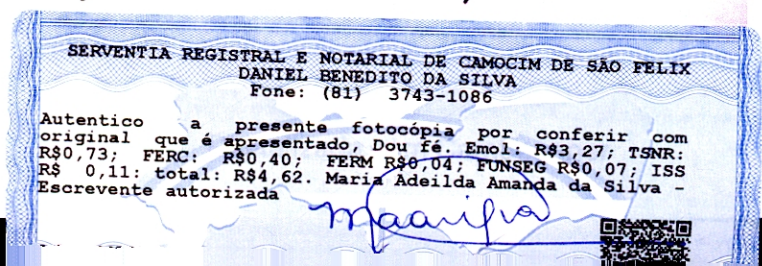 SERVENTIA REGISTRAL E NOTARIAL DE CAMOCIM DE SÃO FELIX
DANIEL BENEDITO DA SILVA
Fone: (81) 3743-1086
Autentico a presente fotocópia por conferir com
original que é apresentado, Dou fé. Emol: R$3,27; TSNR:
R$0,73; FERC: R$0,40; FERM R$0,04; FUNSEG R$0,07; ISS
R$ 0,11: total: R$4,62. Maria Adeilda Amanda da Silva -
Escrevente autorizada